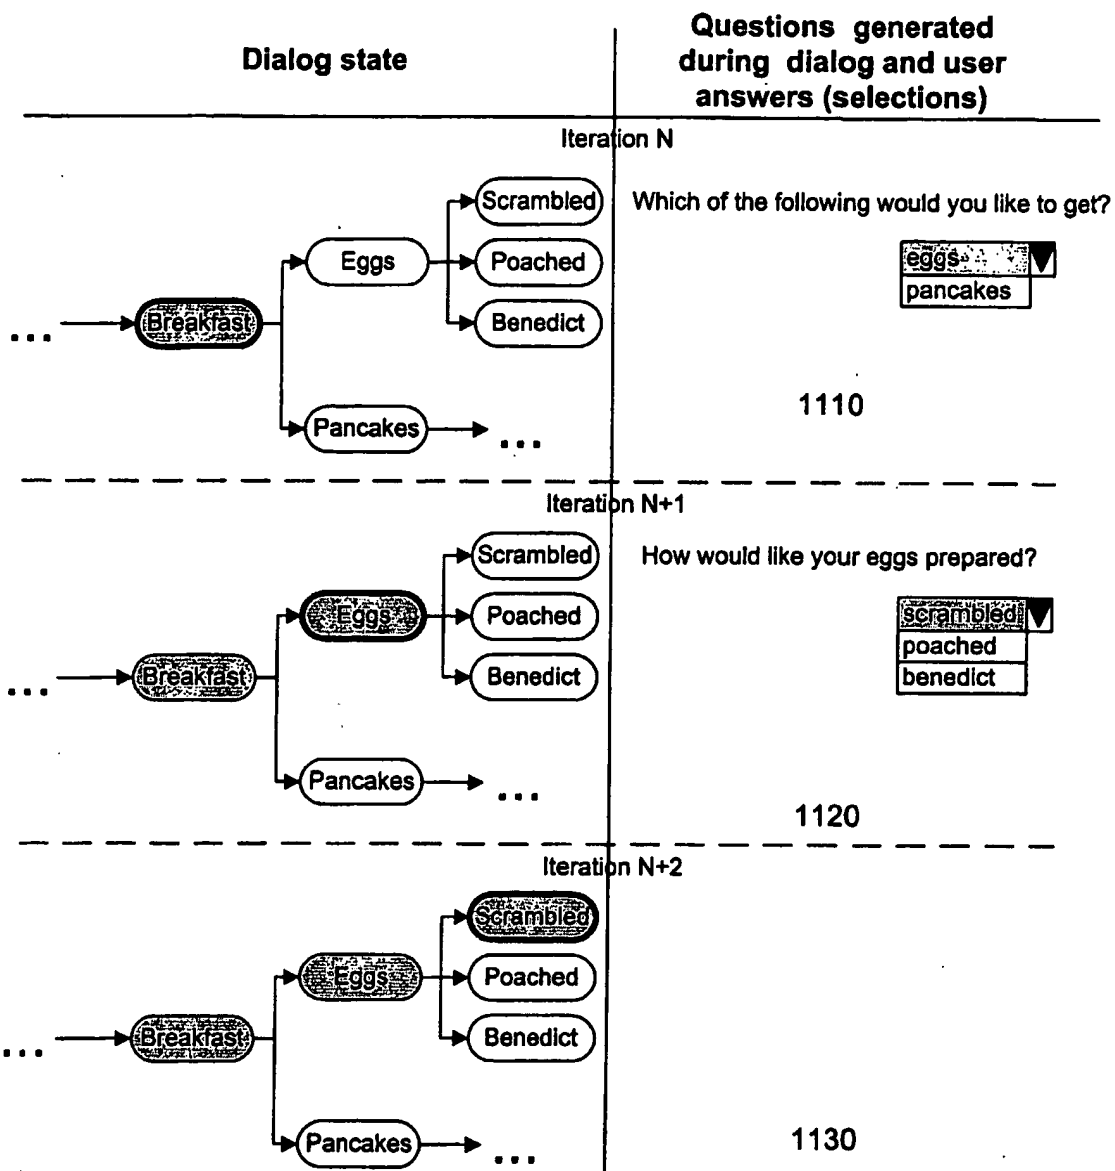 Dialog state
Questions generated
during dialog and user
answers (selections)
Iteration N
Scrambled
Which of the following would you like to get?
Eggs
Poached
eggs
pancakes
Breakfast
Benedict
...
1110
Pancakes
...
Iteration N+1
Scrambled
How would like your eggs prepared?
Eggs
Poached
scrambled
poached
benedict
Breakfast
Benedict
...
Pancakes
...
1120
Iteration N+2
Scrambled
Eggs
Poached
Breakfast
Benedict
...
Pancakes
...
1130